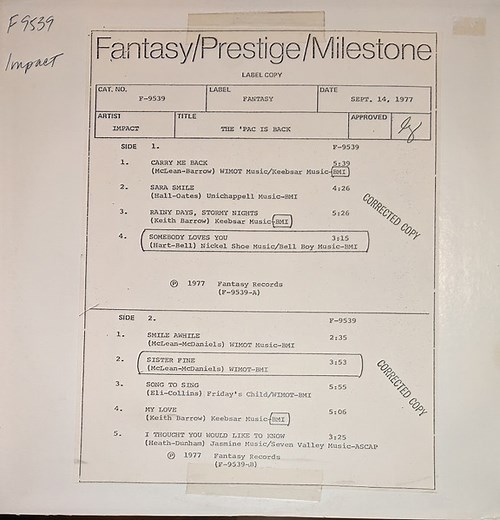 F9539
Impact
Fantasy/Prestige/Milestone
LABEL COPY
CAT. NO. LABEL DATE
F-9539 FANTASY SEPT. 14, 1977
ARTIST TITLE APPROVED
IMPACT THE 'PAC IS BACK
SIDE 1. F-9539
1. CARRY ME BACK 5:39
(McLean-Barrow) WIMOT Music/Keebsar Music-BMI
2. SARA SMILE 4:26
(Hall-Oates) Unichappell Music-BMI
3. RAINY DAYS, STORMY NIGHTS 5:26
(Keith Barrow) Keebsar Music-BMI
4. SOMEBODY LOVES YOU 3:15
(Hart-Bell) Nickel Shoe Music/Bell Boy Music-BMI
CORRECTED COPY
Ⓟ 1977 Fantasy Records
(F-9539-A)
SIDE 2. F-9539
1. SMILE AWHILE 2:35
(McLean-McDaniels) WIMOT Music-BMI
2. SISTER FINE 3:53
(McLean-McDaniels) WIMOT-BMI
3. SONG TO SING 5:55
(Eli-Collins) Friday's Child/WIMOT-BMI
CORRECTED COPY
4. MY LOVE 5:06
(Keith Barrow) Keebsar Music-BMI
5. I THOUGHT YOU WOULD LIKE TO KNOW 3:25
(Heath-Dunham) Jasmine Music/Seven Valley Music-ASCAP
Ⓟ 1977 Fantasy Records
(F-9539-B)